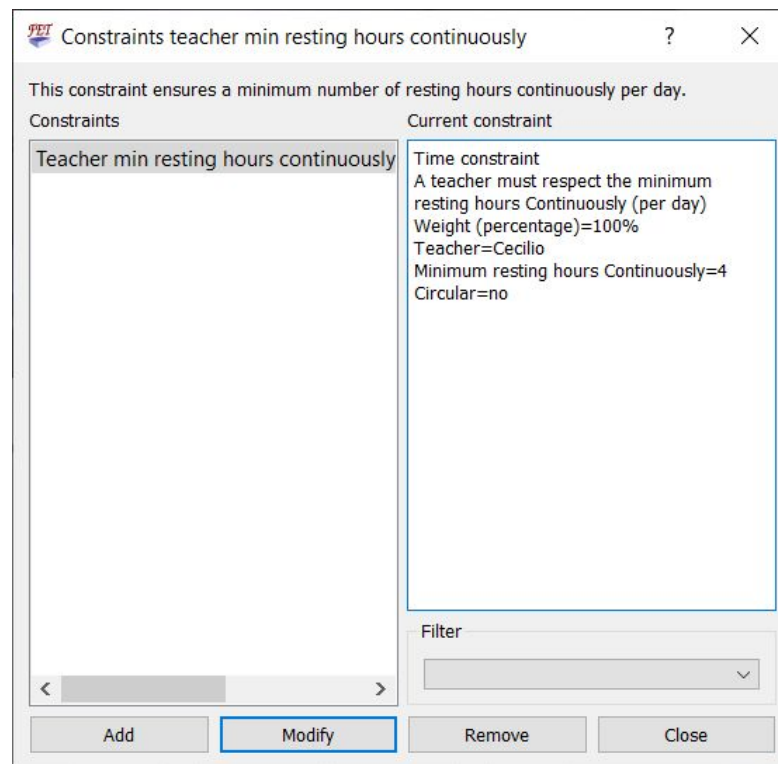 FET
Constraints teacher min resting hours continuously
?
This constraint ensures a minimum number of resting hours continuously per day.
Constraints
Current constraint
Teacher min resting hours continuously
Time constraint
A teacher must respect the minimum
resting hours Continuously (per day)
Weight (percentage)=100%
Teacher=Cecilio
Minimum resting hours Continuously=4
Circular=no
Filter
Add
Modify
Remove
Close